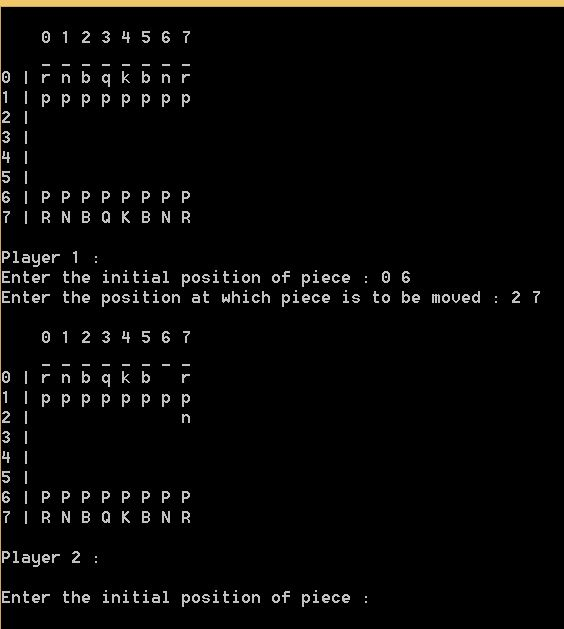 0 1 2 3 4 5 6 7
    _ _ _ _ _ _ _ _
0 | r n b q k b n r
1 | p p p p p p p p
2 |
3 |
4 |
5 |
6 | P P P P P P P P
7 | R N B Q K B N R
Player 1 :
Enter the initial position of piece : 0 6
Enter the position at which piece is to be moved : 2 7
    0 1 2 3 4 5 6 7
    _ _ _ _ _ _ _ _
0 | r n b q k b   r
1 | p p p p p p p p
2 |               n
3 |
4 |
5 |
6 | P P P P P P P P
7 | R N B Q K B N R
Player 2 :
Enter the initial position of piece :